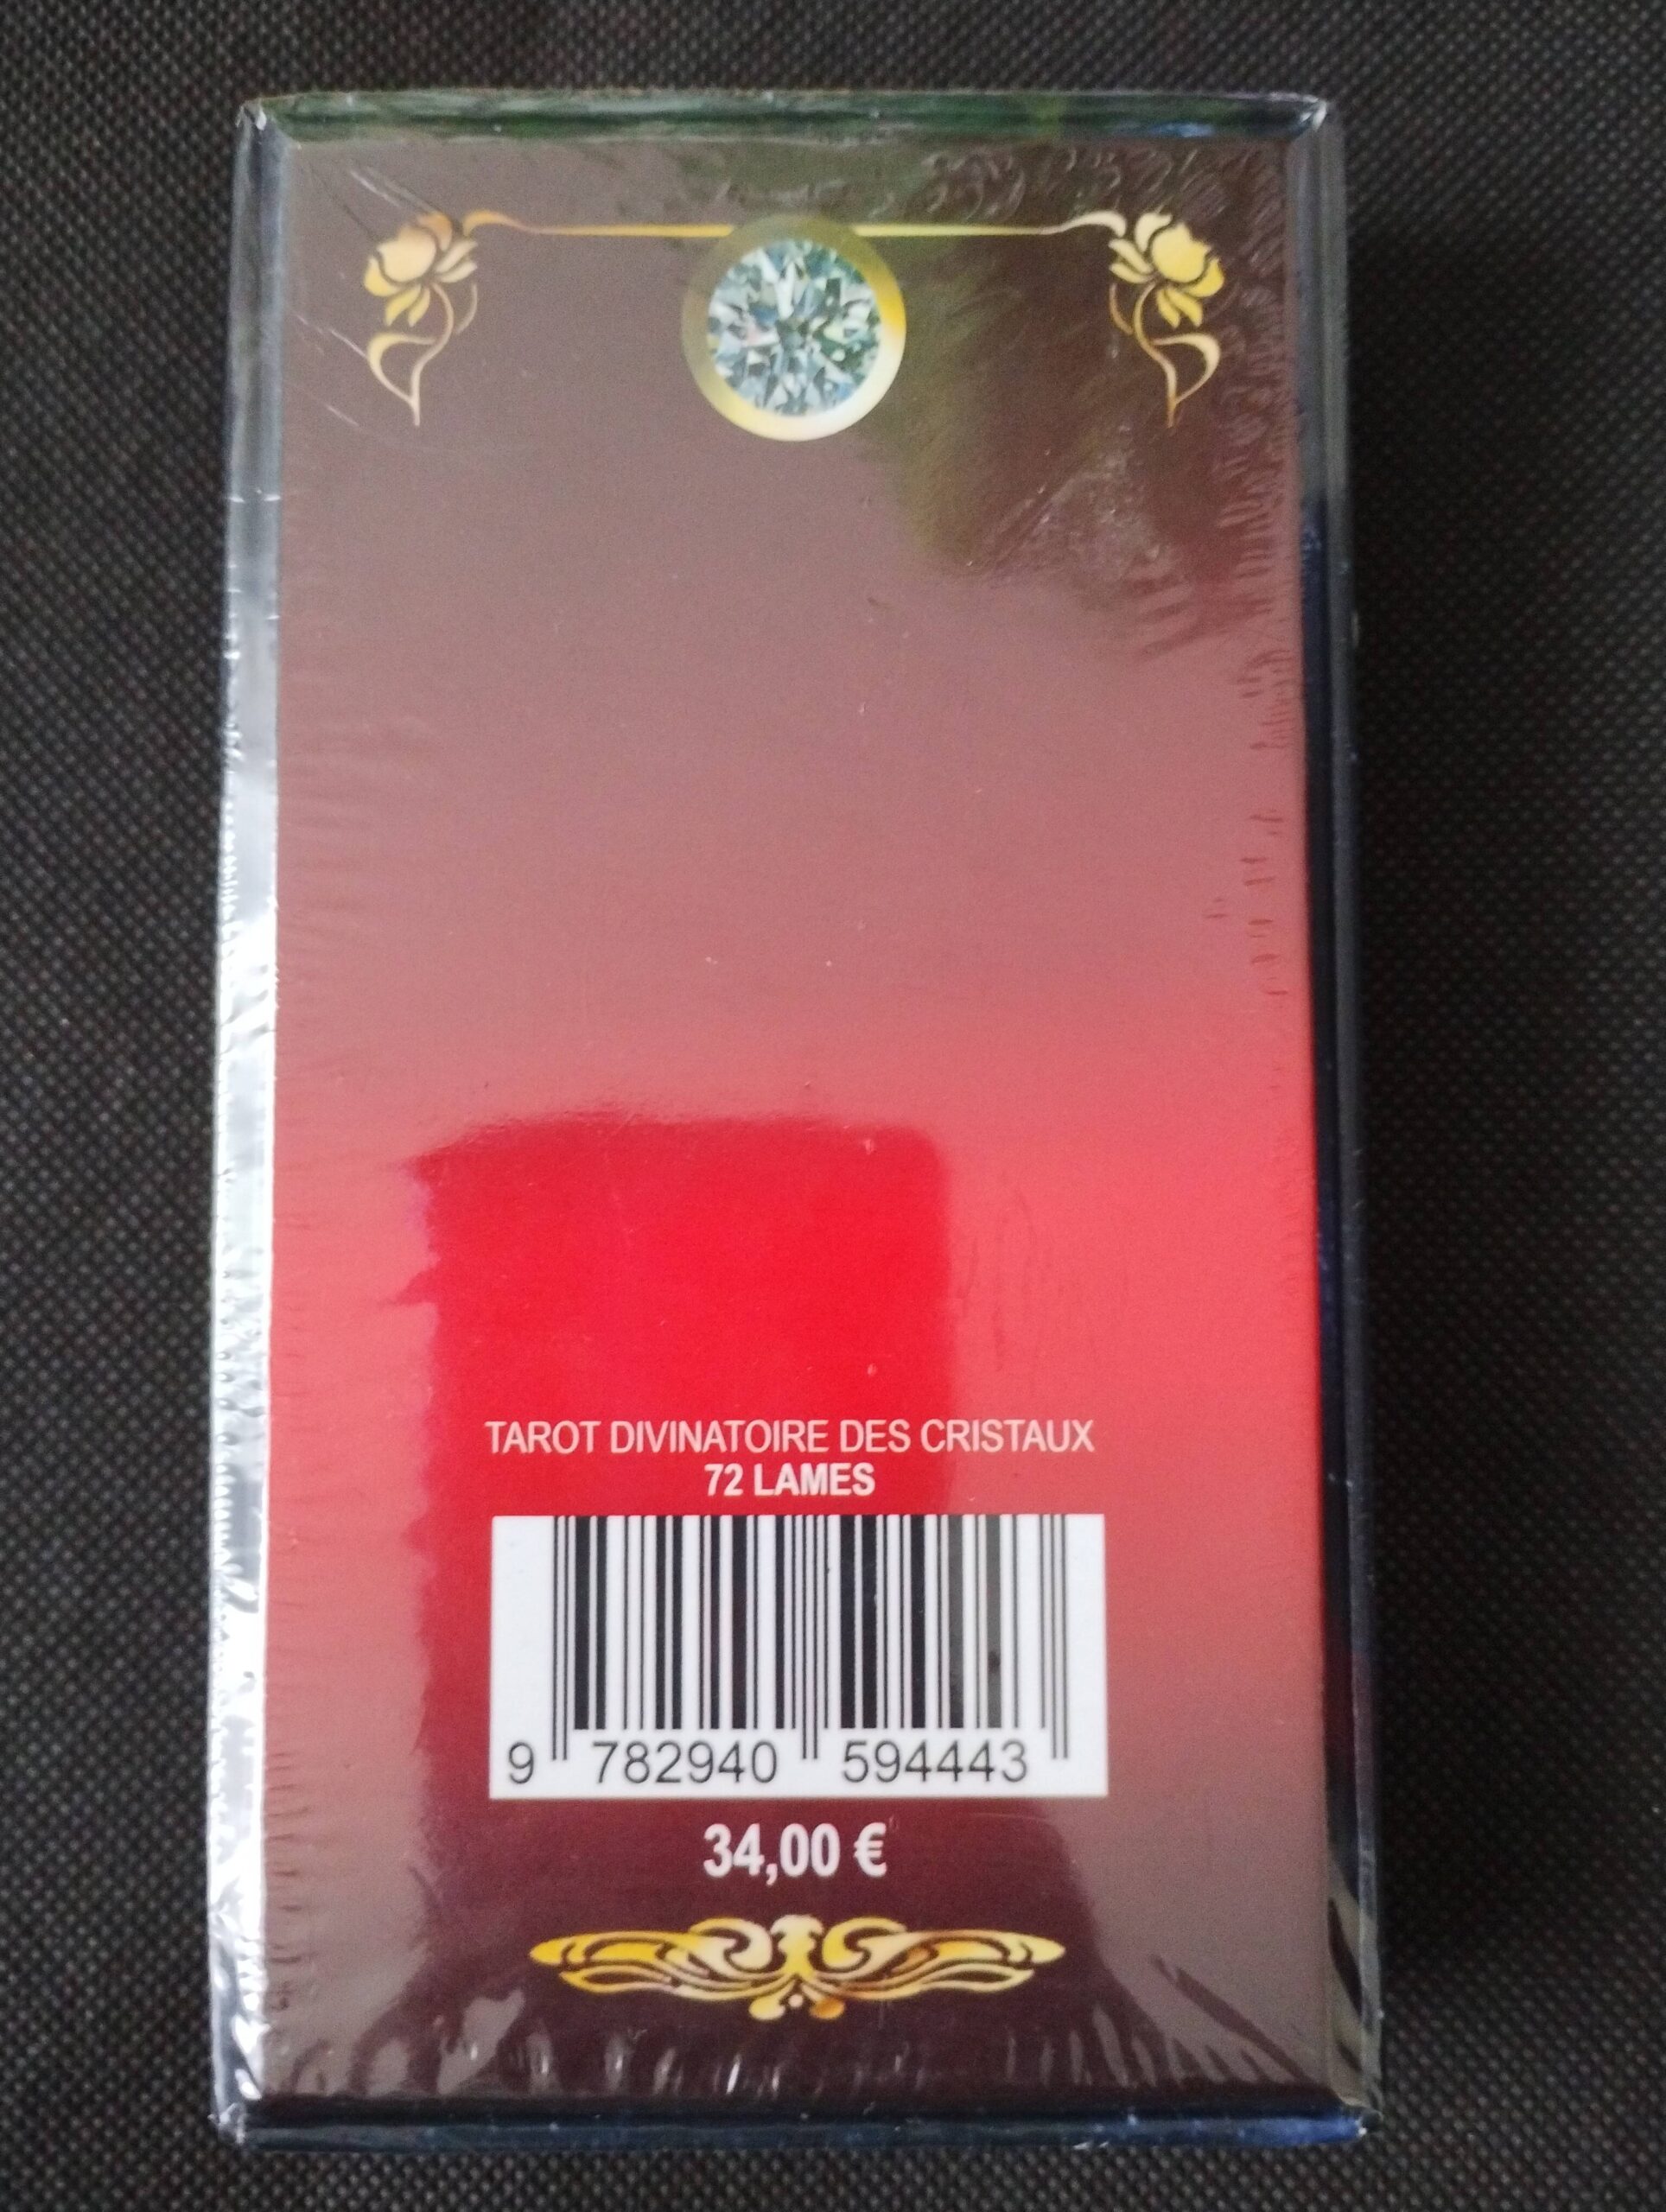 TAROT DIVINATOIRE DES CRISTAUX
72 LAMES
9 782940 594443
34,00 €